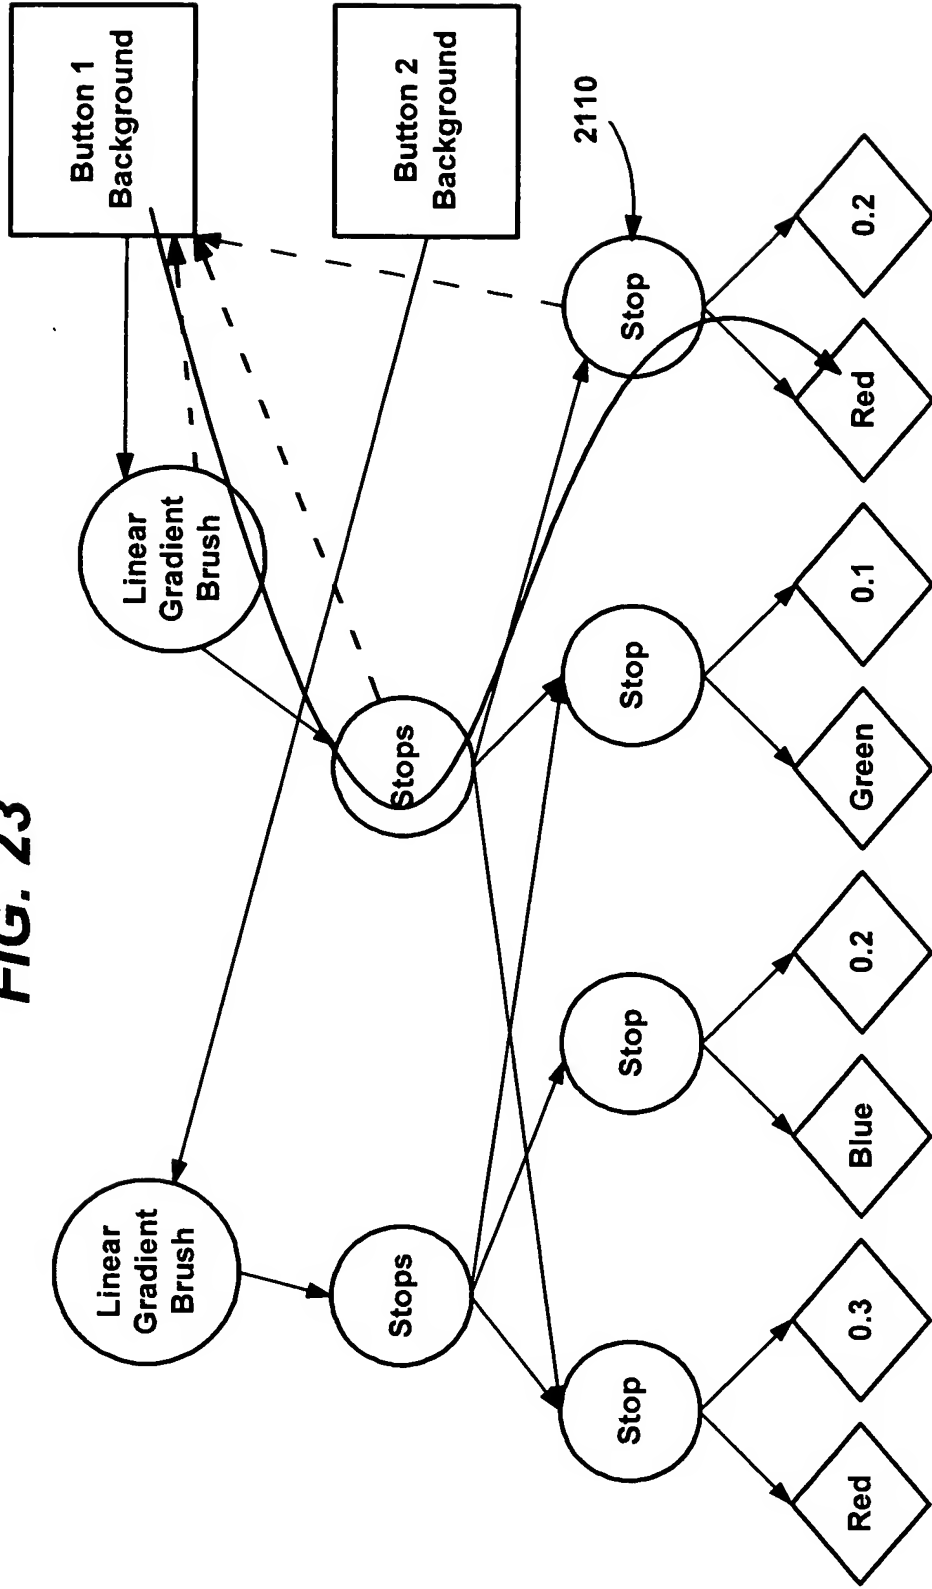 FIG. 23
Linear
Gradient
Brush
Linear
Gradient
Brush
Button 1
Background
Stops
Stops
Button 2
Background
2110
Stop
Stop
Stop
Stop
Red
0.3
Blue
0.2
Green
0.1
Red
0.2